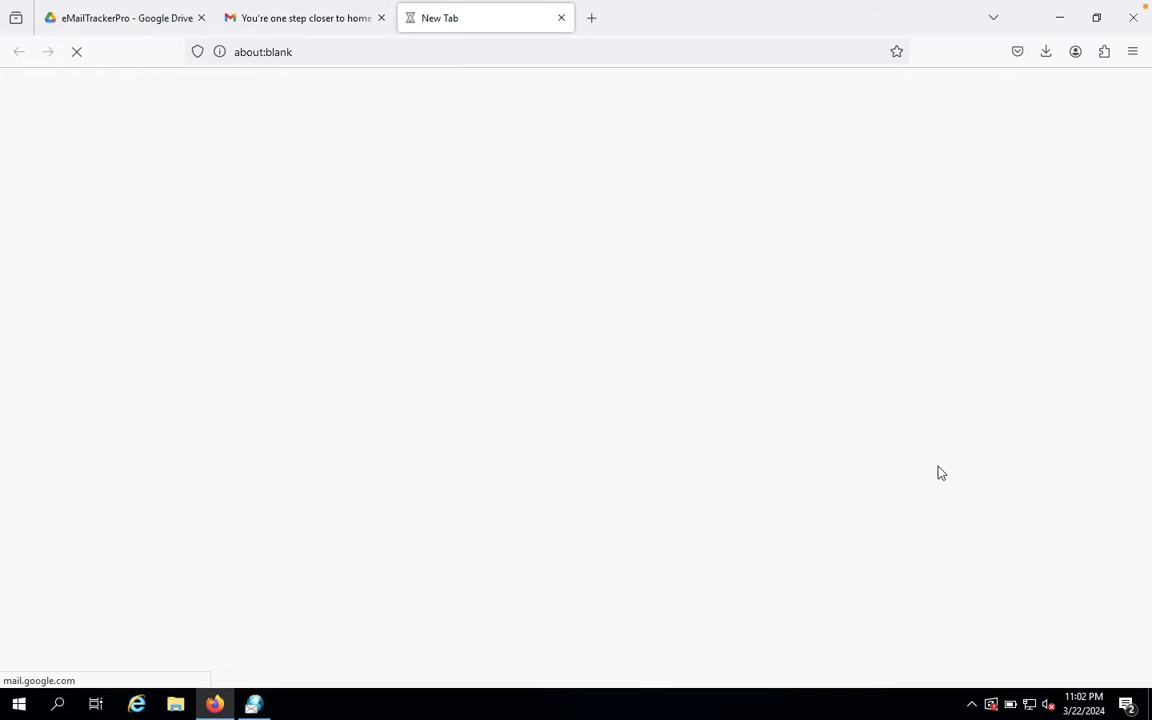 eMailTrackerPro - Google Drive
You're one step closer to home
New Tab
about:blank
mail.google.com
11:02 PM
3/22/2024
2